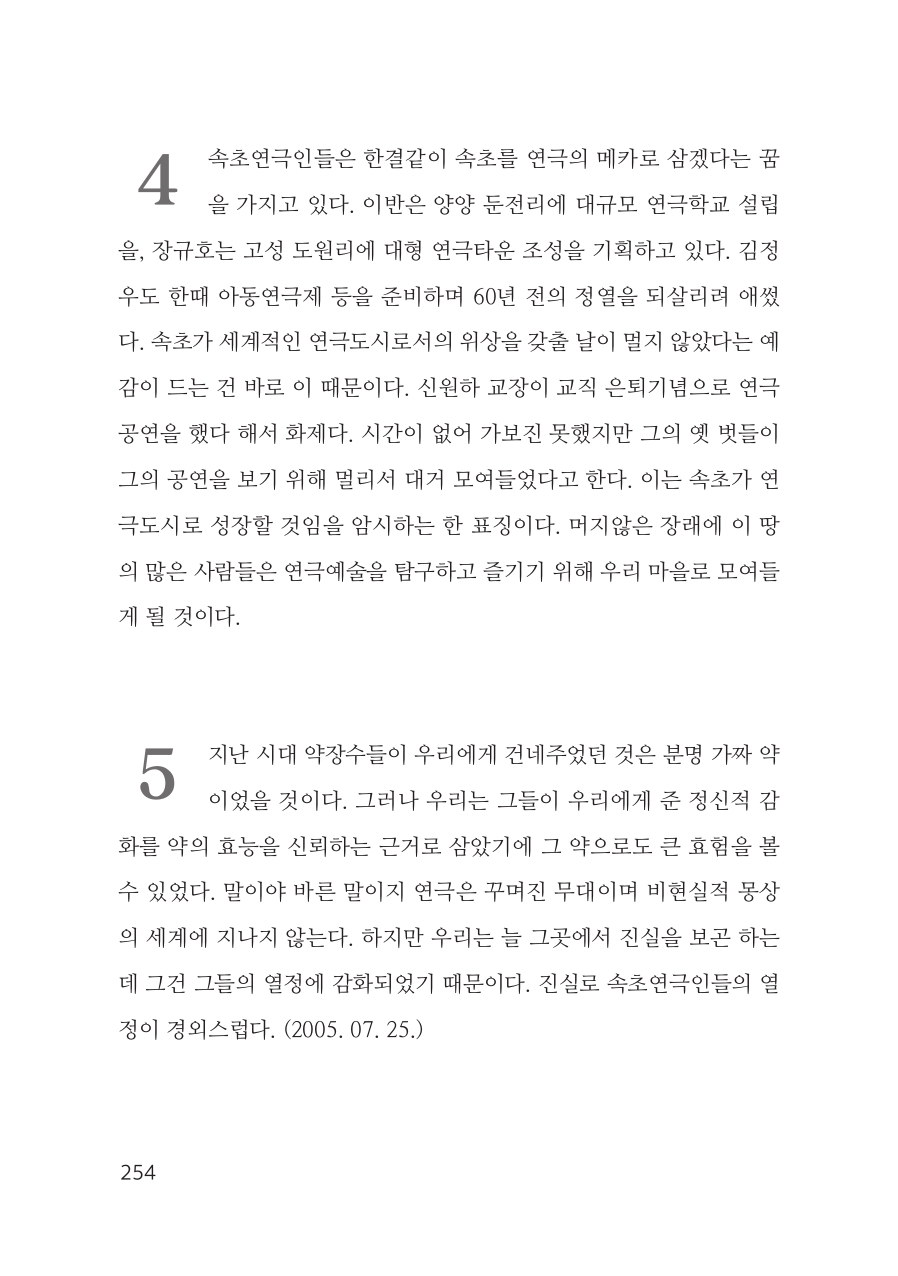 4
속초연극인들은 한결같이 속초를 연극의 메카로 삼겠다는 꿈
을 가지고 있다. 이반은 양양 둔전리에 대규모 연극학교 설립
을, 장규호는 고성 도원리에 대형 연극타운 조성을 기획하고 있다. 김정
우도 한때 아동연극제 등을 준비하며 60년 전의 정열을 되살리려 애썼
다. 속초가 세계적인 연극도시로서의 위상을 갖출 날이 멀지 않았다는 예
감이 드는 건 바로 이 때문이다. 신원하 교장이 교직 은퇴기념으로 연극
공연을 했다 해서 화제다. 시간이 없어 가보진 못했지만 그의 옛 벗들이
그의 공연을 보기 위해 멀리서 대거 모여들었다고 한다. 이는 속초가 연
극도시로 성장할 것임을 암시하는 한 표징이다. 머지않은 장래에 이 땅
의 많은 사람들은 연극예술을 탐구하고 즐기기 위해 우리 마을로 모여들
게 될 것이다.
5
지난 시대 약장수들이 우리에게 건네주었던 것은 분명 가짜 약
이었을 것이다. 그러나 우리는 그들이 우리에게 준 정신적 감
화를 약의 효능을 신뢰하는 근거로 삼았기에 그 약으로도 큰 효험을 볼
수 있었다. 말이야 바른 말이지 연극은 꾸며진 무대이며 비현실적 몽상
의 세계에 지나지 않는다. 하지만 우리는 늘 그곳에서 진실을 보곤 하는
데 그건 그들의 열정에 감화되었기 때문이다. 진실로 속초연극인들의 열
정이 경외스럽다. (2005. 07. 25.)
254